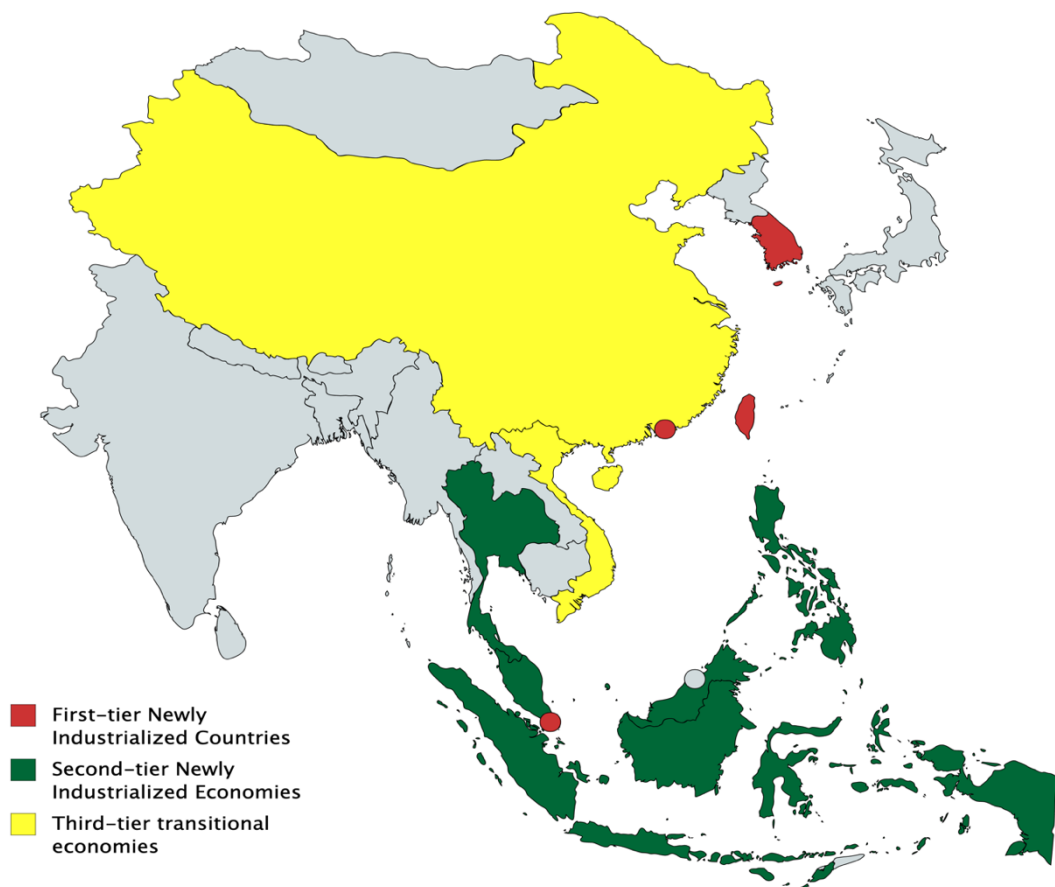 First-tier Newly
Industrialized Countries
Second-tier Newly
Industrialized Economies
Third-tier transitional
economies